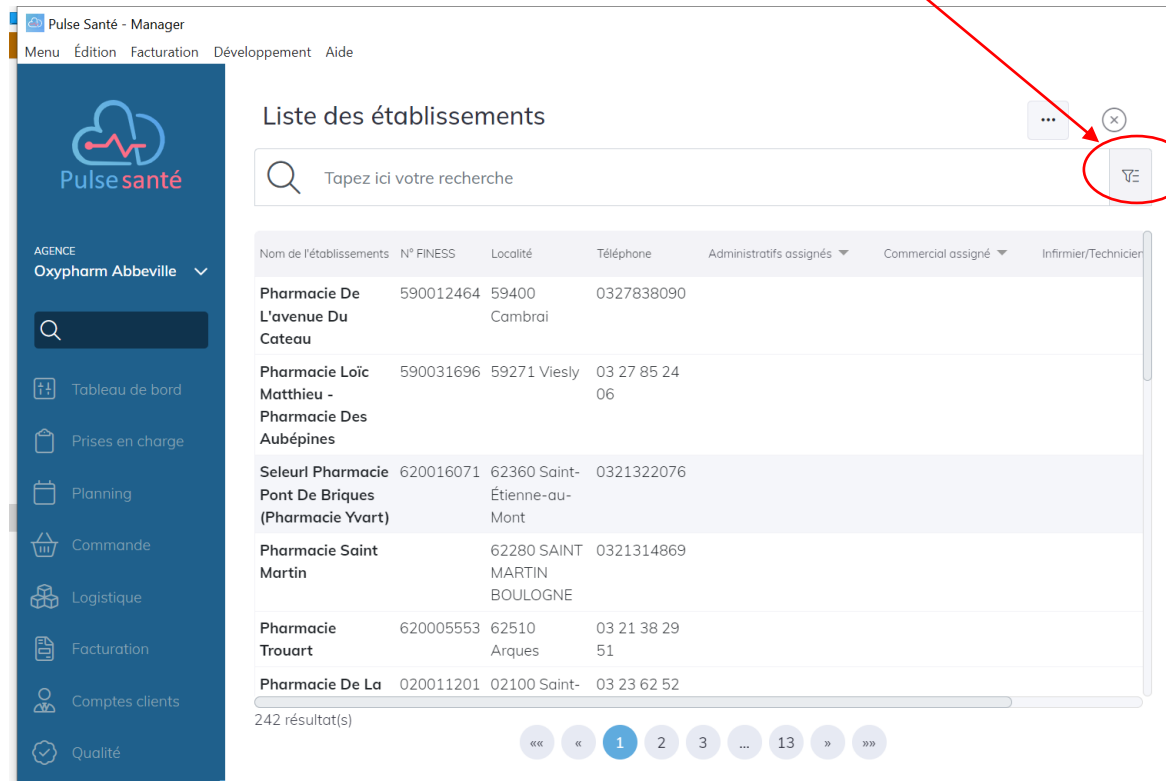 Pulse Santé - Manager
Menu Édition Facturation Développement Aide
Pulse santé
AGENCE
Oxypharm Abbeville
Tableau de bord
Prises en charge
Planning
Commande
Logistique
Facturation
Comptes clients
Qualité
Liste des établissements
...
Tapez ici votre recherche
Nom de l'établissements N° FINESS Localité Téléphone Administratifs assignés Commercial assigné Infirmier/Technicien
Pharmacie De 590012464 59400 0327838090
L'avenue Du Cambrai
Cateau
Pharmacie Loïc 590031696 59271 Viesly 03 27 85 24
Matthieu - 06
Pharmacie Des
Aubépines
Seleurl Pharmacie 620016071 62360 Saint- 0321322076
Pont De Briques Étienne-au-
(Pharmacie Yvart) Mont
Pharmacie Saint 62280 SAINT 0321314869
Martin MARTIN
BOULOGNE
Pharmacie 620005553 62510 03 21 38 29
Trouart Arques 51
Pharmacie De La 020011201 02100 Saint- 03 23 62 52
242 résultat(s)
«« « 1 2 3 ... 13 » »»